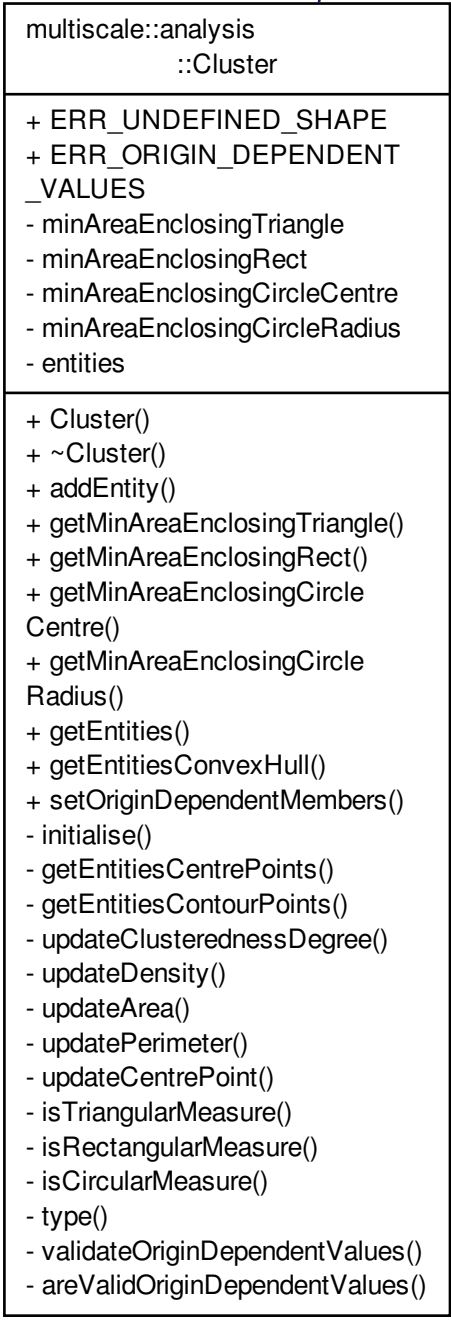 multiscale::analysis
::Cluster
+ ERR_UNDEFINED_SHAPE
+ ERR_ORIGIN_DEPENDENT
_VALUES
- minAreaEnclosingTriangle
- minAreaEnclosingRect
- minAreaEnclosingCircleCentre
- minAreaEnclosingCircleRadius
- entities
+ Cluster()
+ ~Cluster()
+ addEntity()
+ getMinAreaEnclosingTriangle()
+ getMinAreaEnclosingRect()
+ getMinAreaEnclosingCircle
Centre()
+ getMinAreaEnclosingCircle
Radius()
+ getEntities()
+ getEntitiesConvexHull()
+ setOriginDependentMembers()
- initialise()
- getEntitiesCentrePoints()
- getEntitiesContourPoints()
- updateClusterednessDegree()
- updateDensity()
- updateArea()
- updatePerimeter()
- updateCentrePoint()
- isTriangularMeasure()
- isRectangularMeasure()
- isCircularMeasure()
- type()
- validateOriginDependentValues()
- areValidOriginDependentValues()